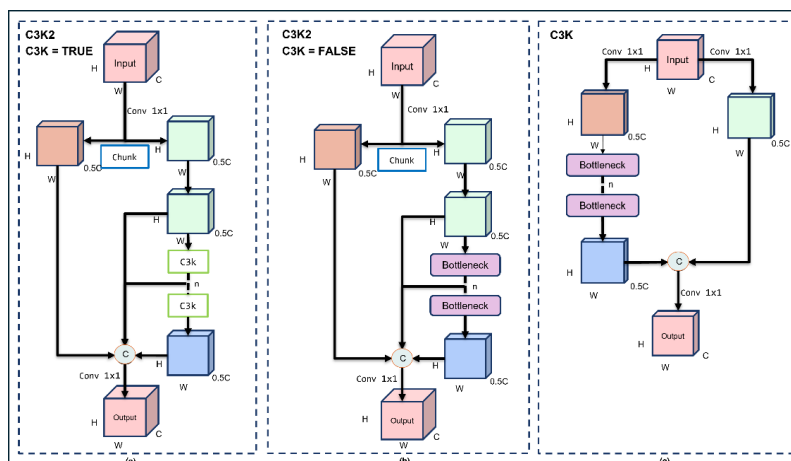 C3K2
C3K = TRUE
Input
H
C
W
Conv 1x1
Chunk
H
H
0.5C
0.5C
W
W
H
0.5C
W
C3k
n
C3k
C
H
Conv 1x1
W
0.5C
H
Output
C
W
C3K2
C3K = FALSE
Input
H
C
W
Conv 1x1
Chunk
H
H
0.5C
0.5C
W
W
H
0.5C
W
Bottleneck
n
Bottleneck
C
H
Conv 1x1
W
0.5C
H
Output
C
W
(b)
C3K
Conv 1x1
Input
Conv 1x1
H
C
W
H
0.5C
W
H
0.5C
W
Bottleneck
n
Bottleneck
H
0.5C
W
C
Conv 1x1
H
Output
C
W